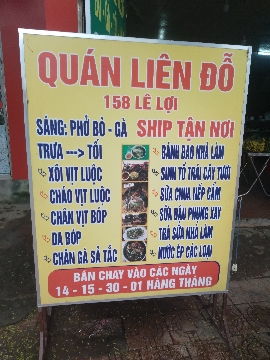 QUÁN LIÊN ĐỖ
158 LÊ LỢI
SÁNG: PHỞ BÒ - GÀ SHIP TẬN NƠI
TRƯA ---> TỐI
XÔI VỊT LUỘC
CHÁO VỊT LUỘC
CHÂN VỊT BÓP
DA BÓP
CHÂN GÀ SẢ TẮC
BÁNH BAO NHÀ LÀM
SINH TỐ TRÁI CÂY TƯƠI
SỮA CHUA NẾP CẨM
SỮA ĐẬU PHỤNG XAY
TRÀ SỮA NHÀ LÀM
NƯỚC ÉP CÁC LOẠI
BÁN CHAY VÀO CÁC NGÀY
14 - 15 - 30 - 01 HÀNG THÁNG